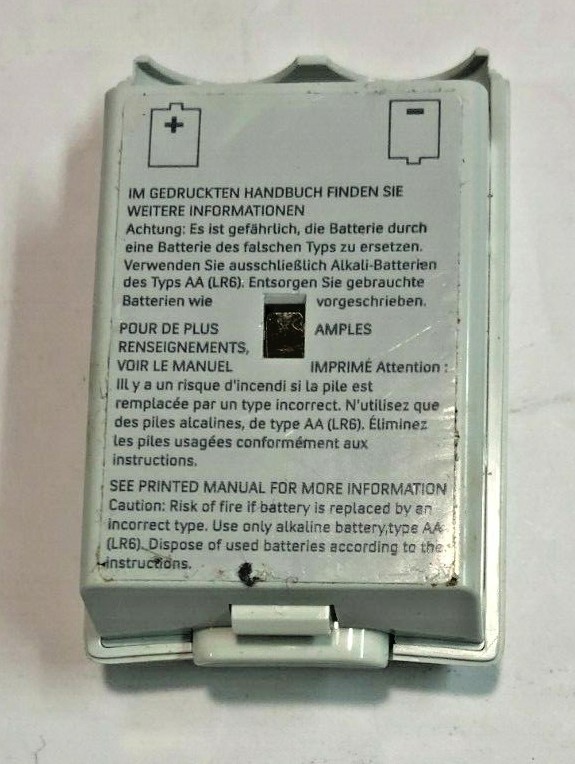 + -
IM GEDRUCKTEN HANDBUCH FINDEN SIE
WEITERE INFORMATIONEN
Achtung: Es ist gefährlich, die Batterie durch
eine Batterie des falschen Typs zu ersetzen.
Verwenden Sie ausschließlich Alkali-Batterien
des Typs AA (LR6). Entsorgen Sie gebrauchte
Batterien wie vorgeschrieben.
POUR DE PLUS AMPLES
RENSEIGNEMENTS,
VOIR LE MANUEL IMPRIMÉ Attention :
IIl y a un risque d'incendi si la pile est
remplacée par un type incorrect. N'utilisez que
des piles alcalines, de type AA (LR6). Éliminez
les piles usagées conformément aux
instructions.
SEE PRINTED MANUAL FOR MORE INFORMATION
Caution: Risk of fire if battery is replaced by an
incorrect type. Use only alkaline battery,type AA
(LR6). Dispose of used batteries according to the
instructions.